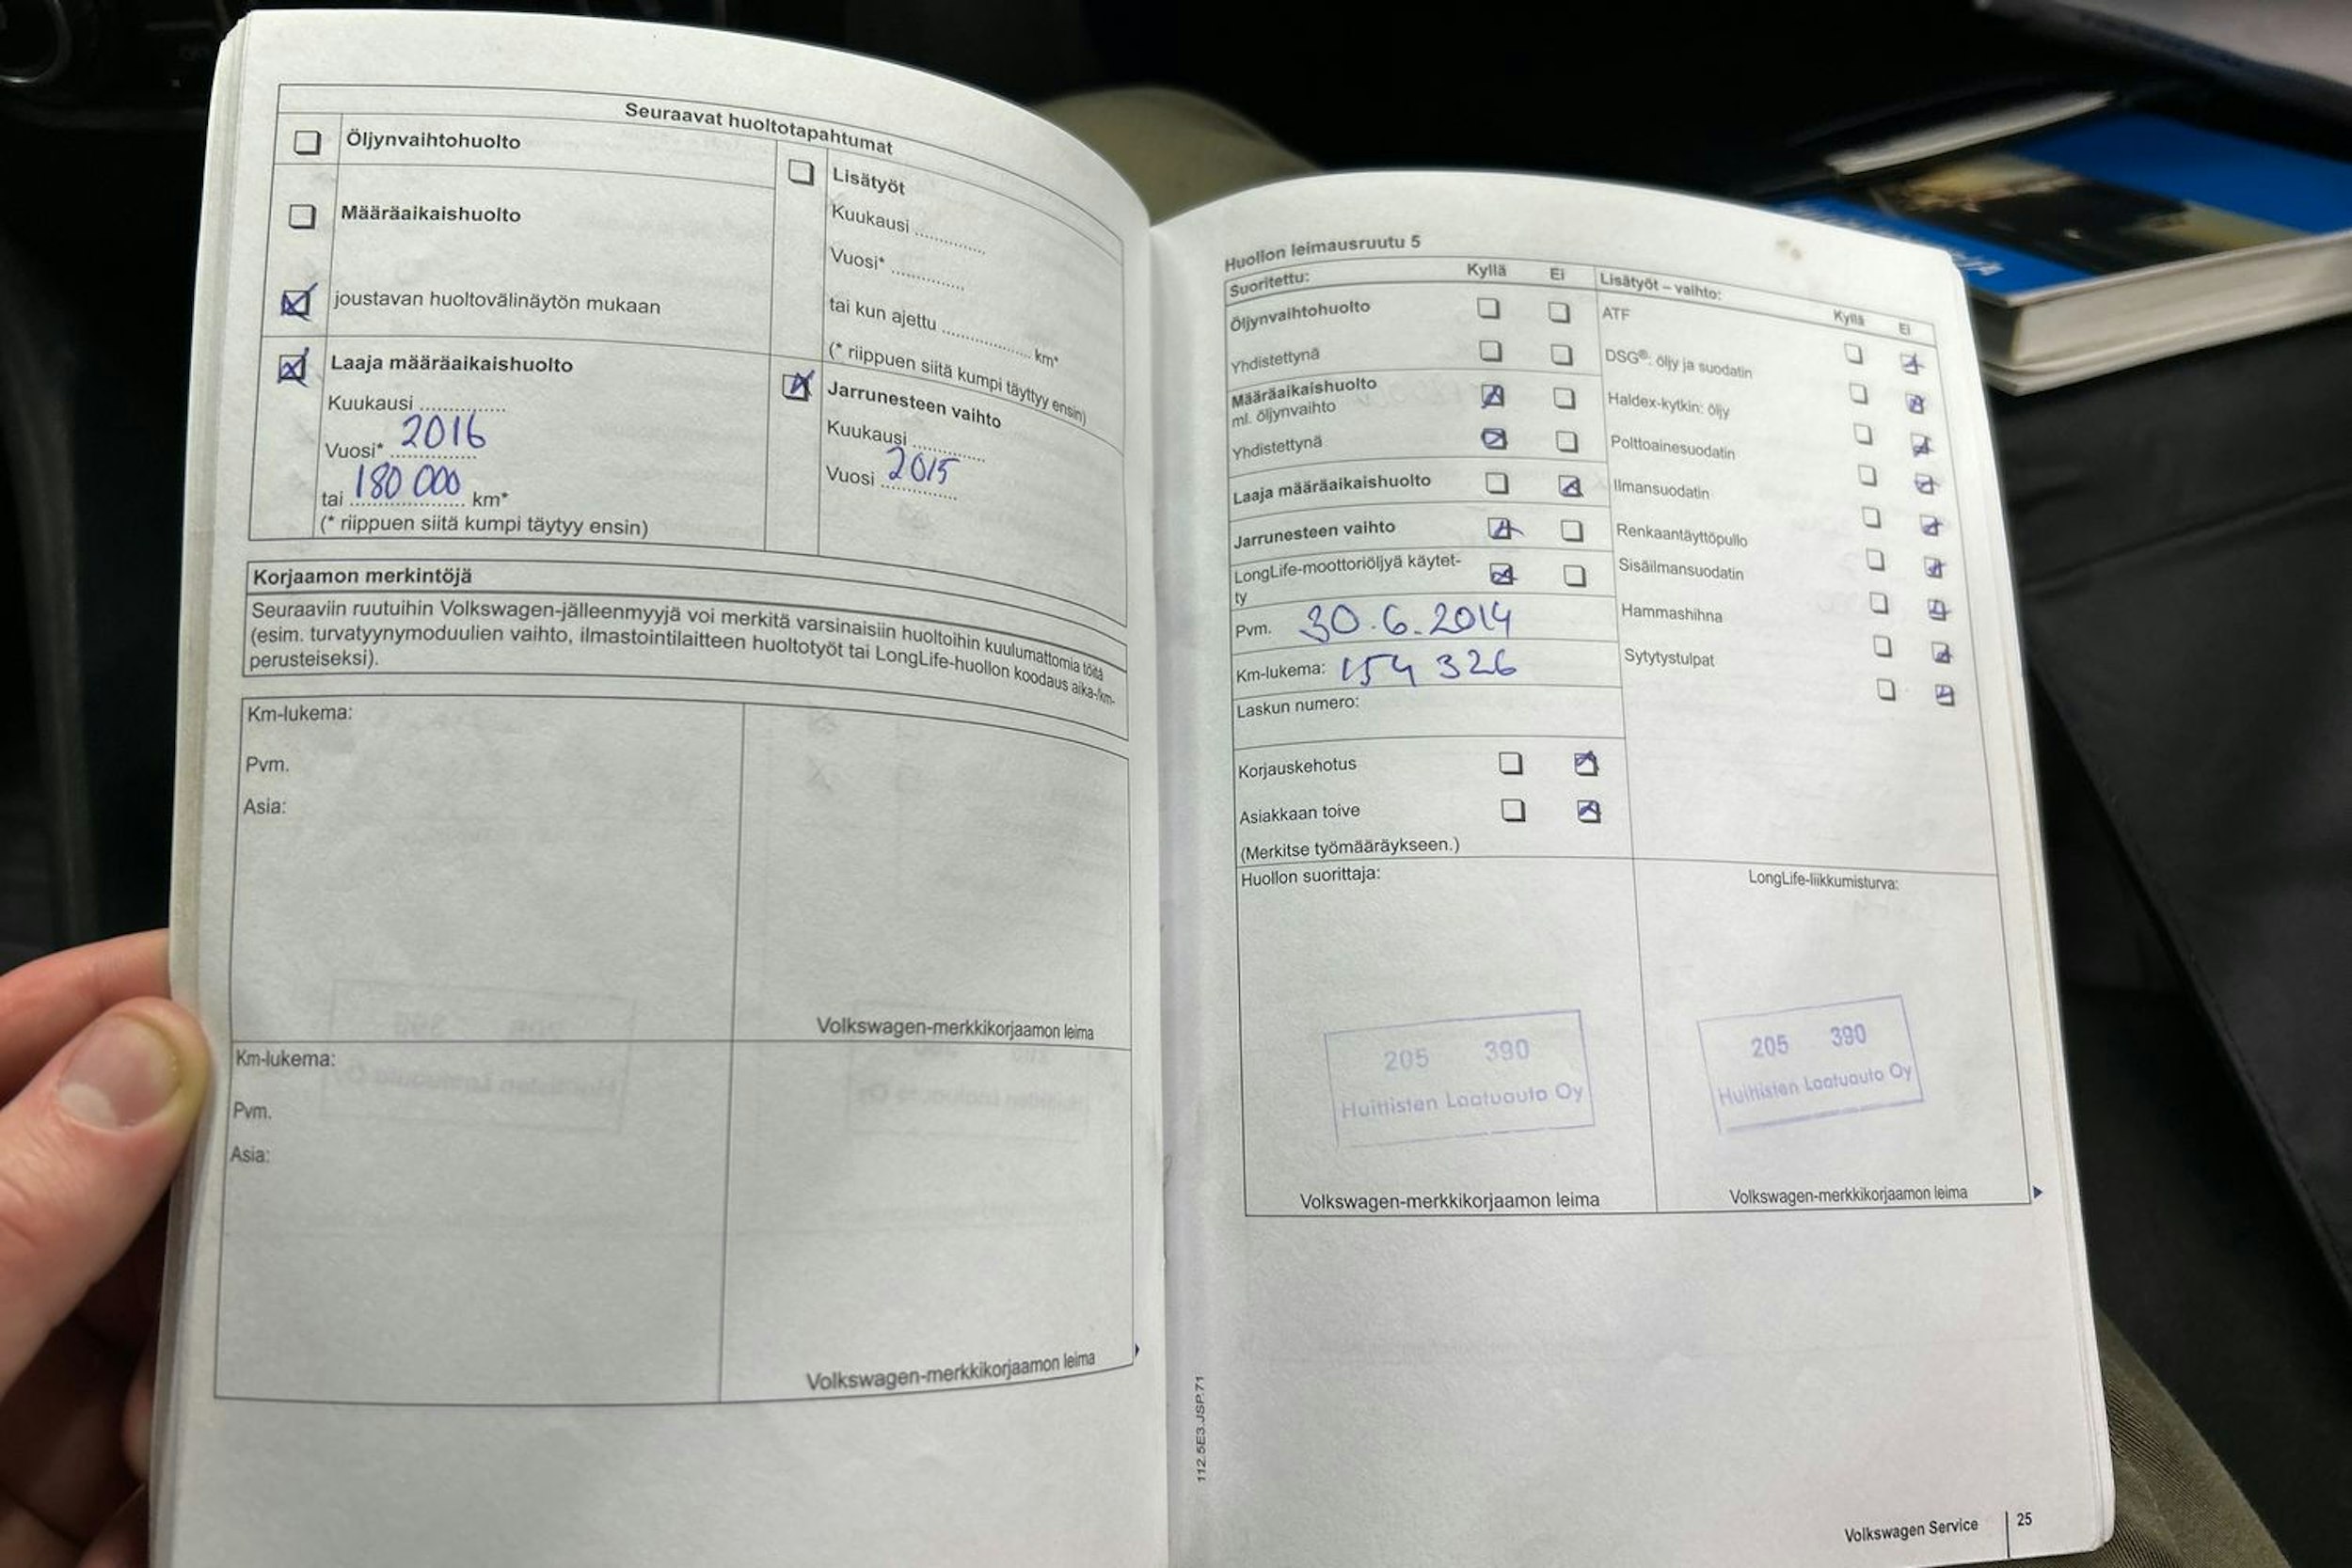 Seuraavat huoltotapahtumat
Öljynvaihtohuolto
Määräaikaishuolto
joustavan huoltovälinäytön mukaan
Laaja määräaikaishuolto
Kuukausi ..............
Vuosi* 2016
tai 180 000 km*
(* riippuen siitä kumpi täytyy ensin)
Lisätyöt
Kuukausi ..............
Vuosi* ..............
tai kun ajettu .................. km*
(* riippuen siitä kumpi täyttyy ensin)
Jarrunesteen vaihto
Kuukausi ..............
Vuosi 2015
Korjaamon merkintöjä
Seuraaviin ruutuihin Volkswagen-jälleenmyyjä voi merkitä varsinaisiin huoltoihin kuulumattomia töitä
(esim. turvatyynymoduulien vaihto, ilmastointilaitteen huoltotyöt tai LongLife-huollon koodaus aika-/km-
perusteiseksi).
Km-lukema:
Pvm.
Asia:
Volkswagen-merkkikorjaamon leima
Km-lukema:
Pvm.
Asia:
Volkswagen-merkkikorjaamon leima
Huollon leimausruutu 5
Suoritettu: Kyllä Ei
Öljynvaihtohuolto
Yhdistettynä
Määräaikaishuolto
ml. öljynvaihto
Yhdistettynä
Laaja määräaikaishuolto
Jarrunesteen vaihto
LongLife-moottoriöljyä käytet-
ty
Pvm. 30.6.2014
Km-lukema: 154 326
Laskun numero:
Korjauskehotus
Asiakkaan toive
(Merkitse työmääräykseen.)
Lisätyöt – vaihto: Kyllä Ei
ATF
DSG®: öljy ja suodatin
Haldex-kytkin: öljy
Polttoainesuodatin
Ilmansuodatin
Renkaantäyttöpullo
Sisäilmansuodatin
Hammashihna
Sytytystulpat
Huollon suorittaja:
205 390
Huittisten Laatuauto Oy
Volkswagen-merkkikorjaamon leima
LongLife-liikkumisturva:
205 390
Huittisten Laatuauto Oy
Volkswagen-merkkikorjaamon leima
112.5E3.JSP.71
Volkswagen Service 25